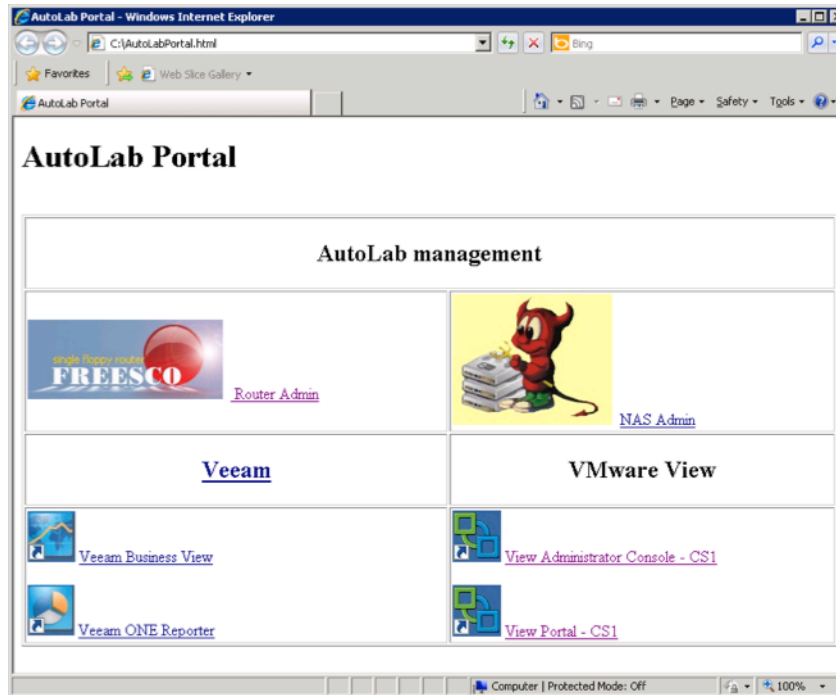 AutoLab Portal - Windows Internet Explorer
C:\AutoLabPortal.html
Bing
Favorites
Web Slice Gallery
AutoLab Portal
Page
Safety
Tools
AutoLab Portal
AutoLab management
single floppy router
FREESCO
Router Admin
NAS Admin
Veeam
VMware View
Veeam Business View
View Administrator Console - CS1
Veeam ONE Reporter
View Portal - CS1
Computer | Protected Mode: Off
100%